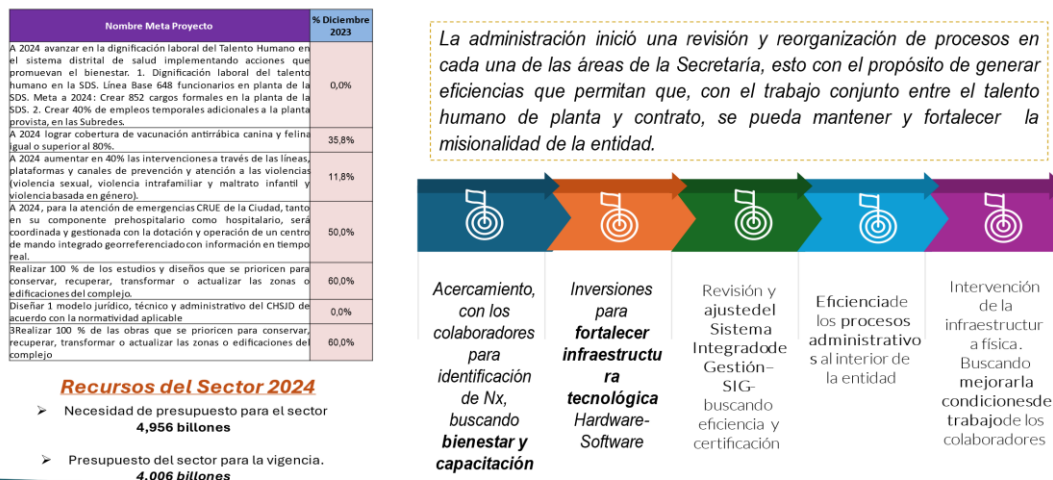 Nombre Meta Proyecto
% Diciembre
2023
A 2024 avanzar en la dignificación laboral del Talento Humano en
el sistema distrital de salud implementando acciones que
promuevan el bienestar. 1. Dignificación laboral del talento
humano en la SDS. Línea Base 648 funcionarios en planta de la
SDS. Meta a 2024: Crear 852 cargos formales en la planta de la
SDS. 2. Crear 40% de empleos temporales adicionales a la planta
provista, en las Subredes.
0,0%
A 2024 lograr cobertura de vacunación antirrábica canina y felina
igual o superior al 80%.
35,8%
A 2024 aumentar en 40% las intervenciones a través de las líneas,
plataformas y canales de prevención y atención a las violencias
(violencia sexual, violencia intrafamiliar y maltrato infantil y
violencia basada en género).
11,8%
A 2024, para la atención de emergencias CRUE de la Ciudad, tanto
en su componente prehospitalario como hospitalario, será
coordinada y gestionada con la dotación y operación de un centro
de mando integrado georreferenciado con información en tiempo
real.
50,0%
Realizar 100 % de los estudios y diseños que se prioricen para
conservar, recuperar, transformar o actualizar las zonas o
edificaciones del complejo.
60,0%
Diseñar 1 modelo jurídico, técnico y administrativo del CHSJD de
acuerdo con la normatividad aplicable
0,0%
3Realizar 100 % de las obras que se prioricen para conservar,
recuperar, transformar o actualizar las zonas o edificaciones del
complejo
60,0%
Recursos del Sector 2024
➢ Necesidad de presupuesto para el sector
4,956 billones
➢ Presupuesto del sector para la vigencia.
4.006 billones
La administración inició una revisión y reorganización de procesos en
cada una de las áreas de la Secretaría, esto con el propósito de generar
eficiencias que permitan que, con el trabajo conjunto entre el talento
humano de planta y contrato, se pueda mantener y fortalecer la
misionalidad de la entidad.
Acercamiento,
con los
colaboradores
para
identificación
de Nx,
buscando
bienestar y
capacitación
Inversiones
para
fortalecer
infraestructu
ra
tecnológica
Hardware-
Software
Revisión y
ajustedel
Sistema
Integradode
Gestión–
SIG-
buscando
eficiencia y
certificación
Eficienciade
los procesos
administrativo
s al interior de
la entidad
Intervención
de la
infraestructur
a física.
Buscando
mejorarla
condicionesde
trabajode los
colaboradores